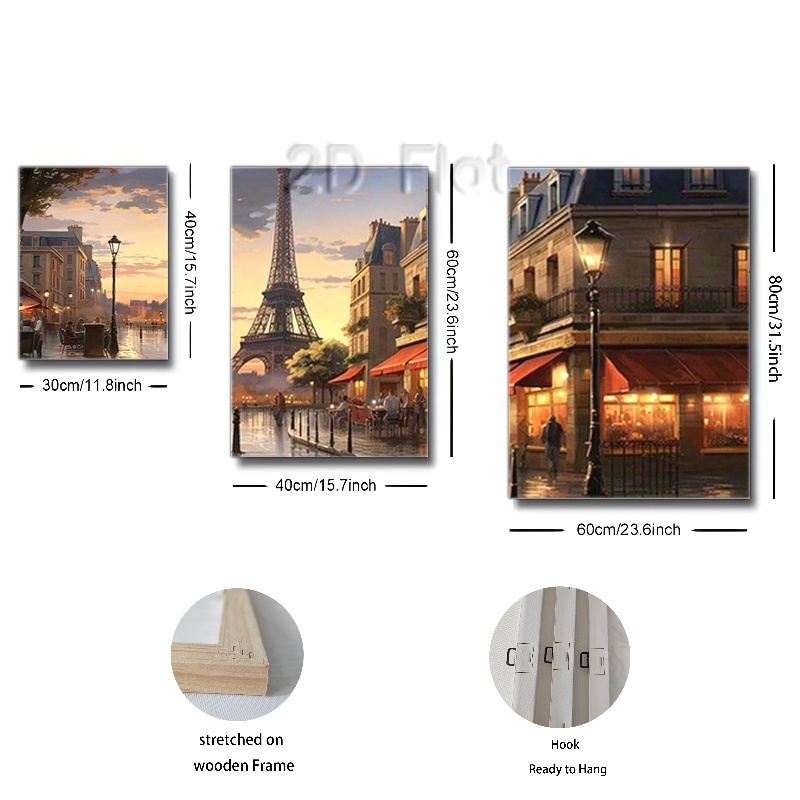 2D Flat
40cm/15.7inch
30cm/11.8inch
60cm/23.6inch
40cm/15.7inch
80cm/31.5inch
60cm/23.6inch
stretched on
wooden Frame
Hook
Ready to Hang